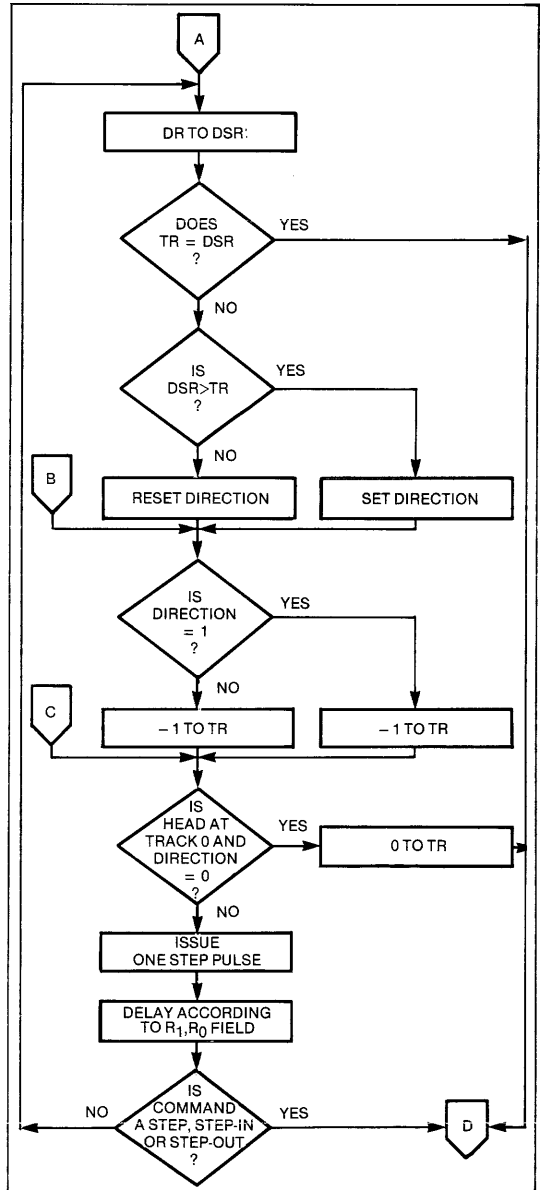 A
DR TO DSR:
DOES
TR = DSR
?
YES
NO
IS
DSR>TR
?
YES
NO
B
RESET DIRECTION
SET DIRECTION
IS
DIRECTION
= 1
?
YES
NO
C
– 1 TO TR
– 1 TO TR
IS
HEAD AT
TRACK 0 AND
DIRECTION
= 0
?
YES
0 TO TR
NO
ISSUE
ONE STEP PULSE
DELAY ACCORDING
TO R1,R0 FIELD
IS
COMMAND
A STEP, STEP-IN
OR STEP-OUT
?
NO
YES
D